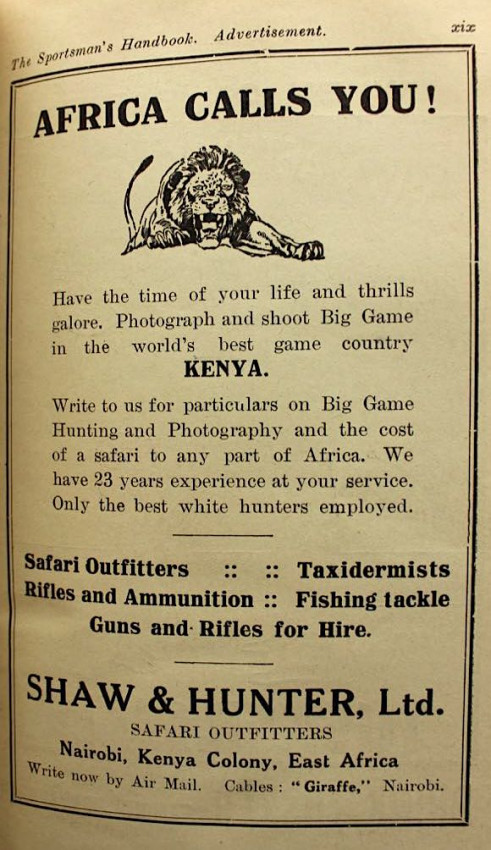 The Sportsman's Handbook. Advertisement. xix
AFRICA CALLS YOU!
Have the time of your life and thrills
galore. Photograph and shoot Big Game
in the world's best game country
KENYA.
Write to us for particulars on Big Game
Hunting and Photography and the cost
of a safari to any part of Africa. We
have 23 years experience at your service.
Only the best white hunters employed.
Safari Outfitters :: :: Taxidermists
Rifles and Ammunition :: Fishing tackle
Guns and Rifles for Hire.
SHAW & HUNTER, Ltd.
SAFARI OUTFITTERS
Nairobi, Kenya Colony, East Africa
Write now by Air Mail. Cables : "Giraffe," Nairobi.